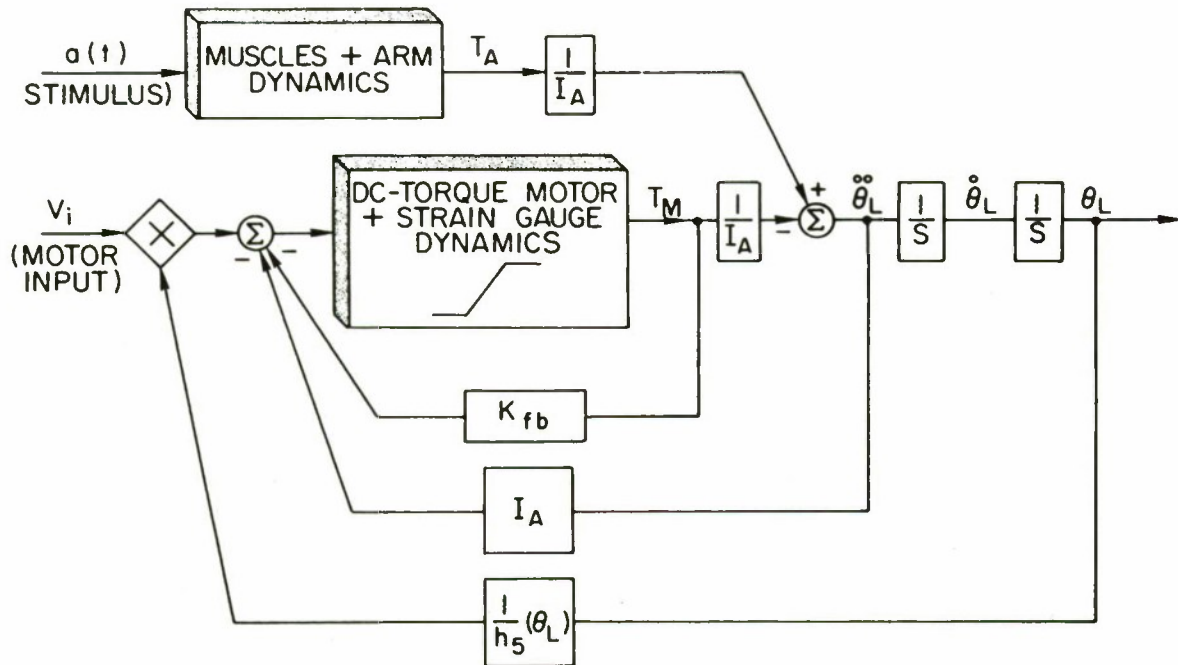 a(t)
STIMULUS)
MUSCLES + ARM
DYNAMICS
T_A
1
I_A
V_i
(MOTOR
INPUT)
×
Σ
−
−
DC-TORQUE MOTOR
+ STRAIN GAUGE
DYNAMICS
T_M
1
I_A
+
−
Σ
θ̊̊_L
1
S
θ̊_L
1
S
θ_L
K_fb
I_A
1
h_5 (θ_L)